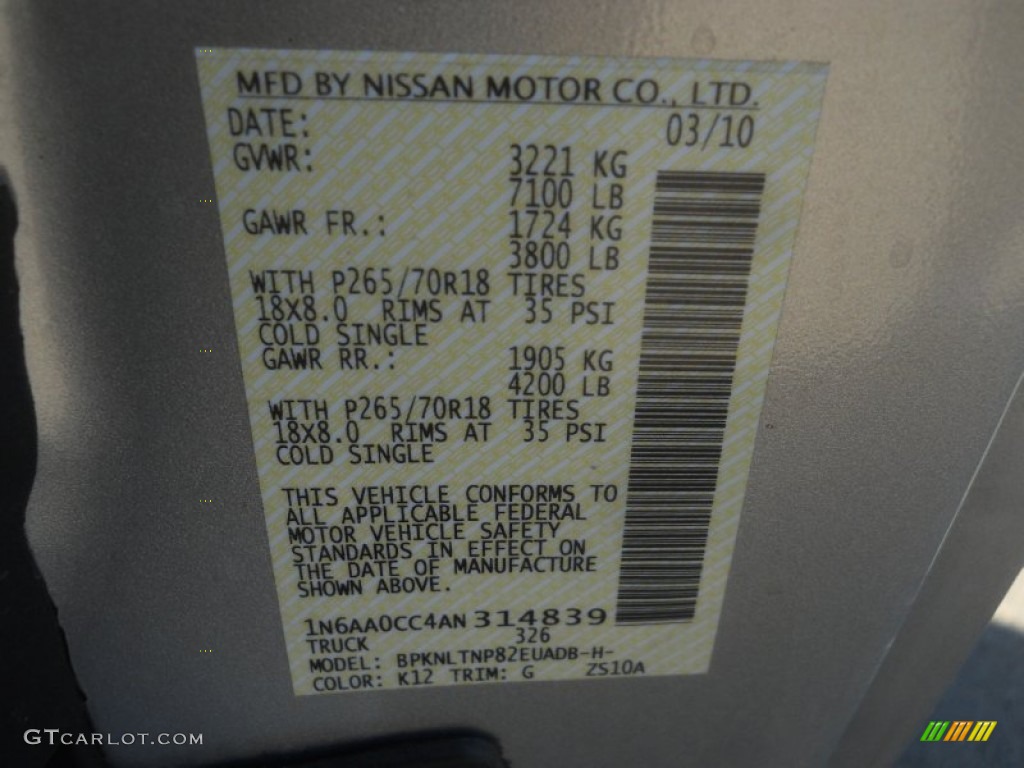 MFD BY NISSAN MOTOR CO., LTD.
DATE: 03/10
GVWR: 3221 KG
7100 LB
GAWR FR.: 1724 KG
3800 LB
WITH P265/70R18 TIRES
18X8.0 RIMS AT 35 PSI
COLD SINGLE
GAWR RR.: 1905 KG
4200 LB
WITH P265/70R18 TIRES
18X8.0 RIMS AT 35 PSI
COLD SINGLE
THIS VEHICLE CONFORMS TO
ALL APPLICABLE FEDERAL
MOTOR VEHICLE SAFETY
STANDARDS IN EFFECT ON
THE DATE OF MANUFACTURE
SHOWN ABOVE.
1N6AA0CC4AN314839
TRUCK 326
MODEL: BPKNLTNP82EUADB-H-
COLOR: K12 TRIM: G ZS10A
GTCARLOT.COM